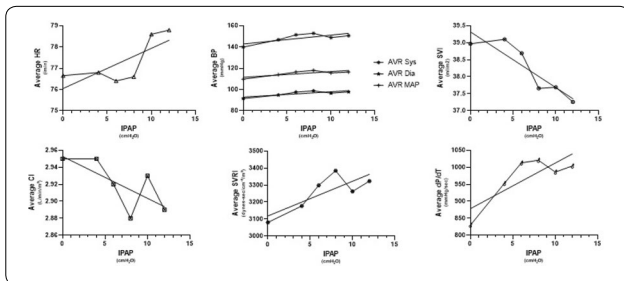 79
78
77
76
75
Average HR
(/min)
0
5
10
15
IPAP
(cmH₂O)
160
140
120
100
80
Average BP
(mmHg)
0
5
10
15
IPAP
(cmH₂O)
AVR Sys
AVR Dia
AVR MAP
39.5
39.0
38.5
38.0
37.5
37.0
Average SVi
0
5
10
15
IPAP
(cmH₂O)
2.96
2.94
2.92
2.90
2.88
2.86
Average CI
0
5
10
15
IPAP
(cmH₂O)
3500
3400
3300
3200
3100
3000
Average SVRI
0
5
10
15
IPAP
(cmH₂O)
1050
1000
950
900
850
800
Average dP/dT
(mmHg/sec)
0
5
10
15
IPAP
(cmH₂O)